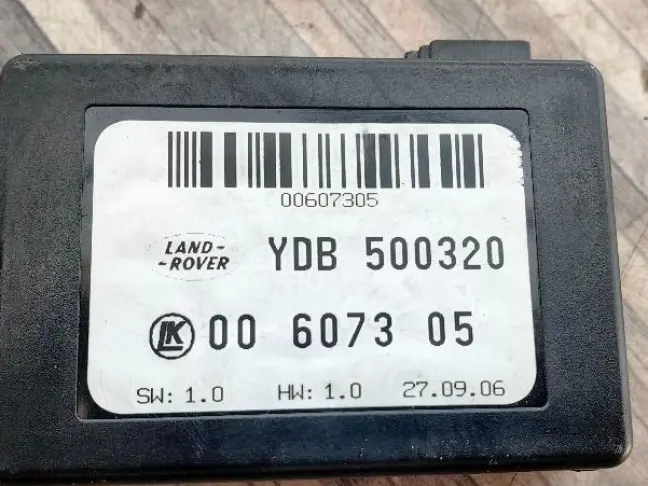 00607305
LAND-
-ROVER
YDB 500320
LK 00 6073 05
SW: 1.0 HW: 1.0 27.09.06